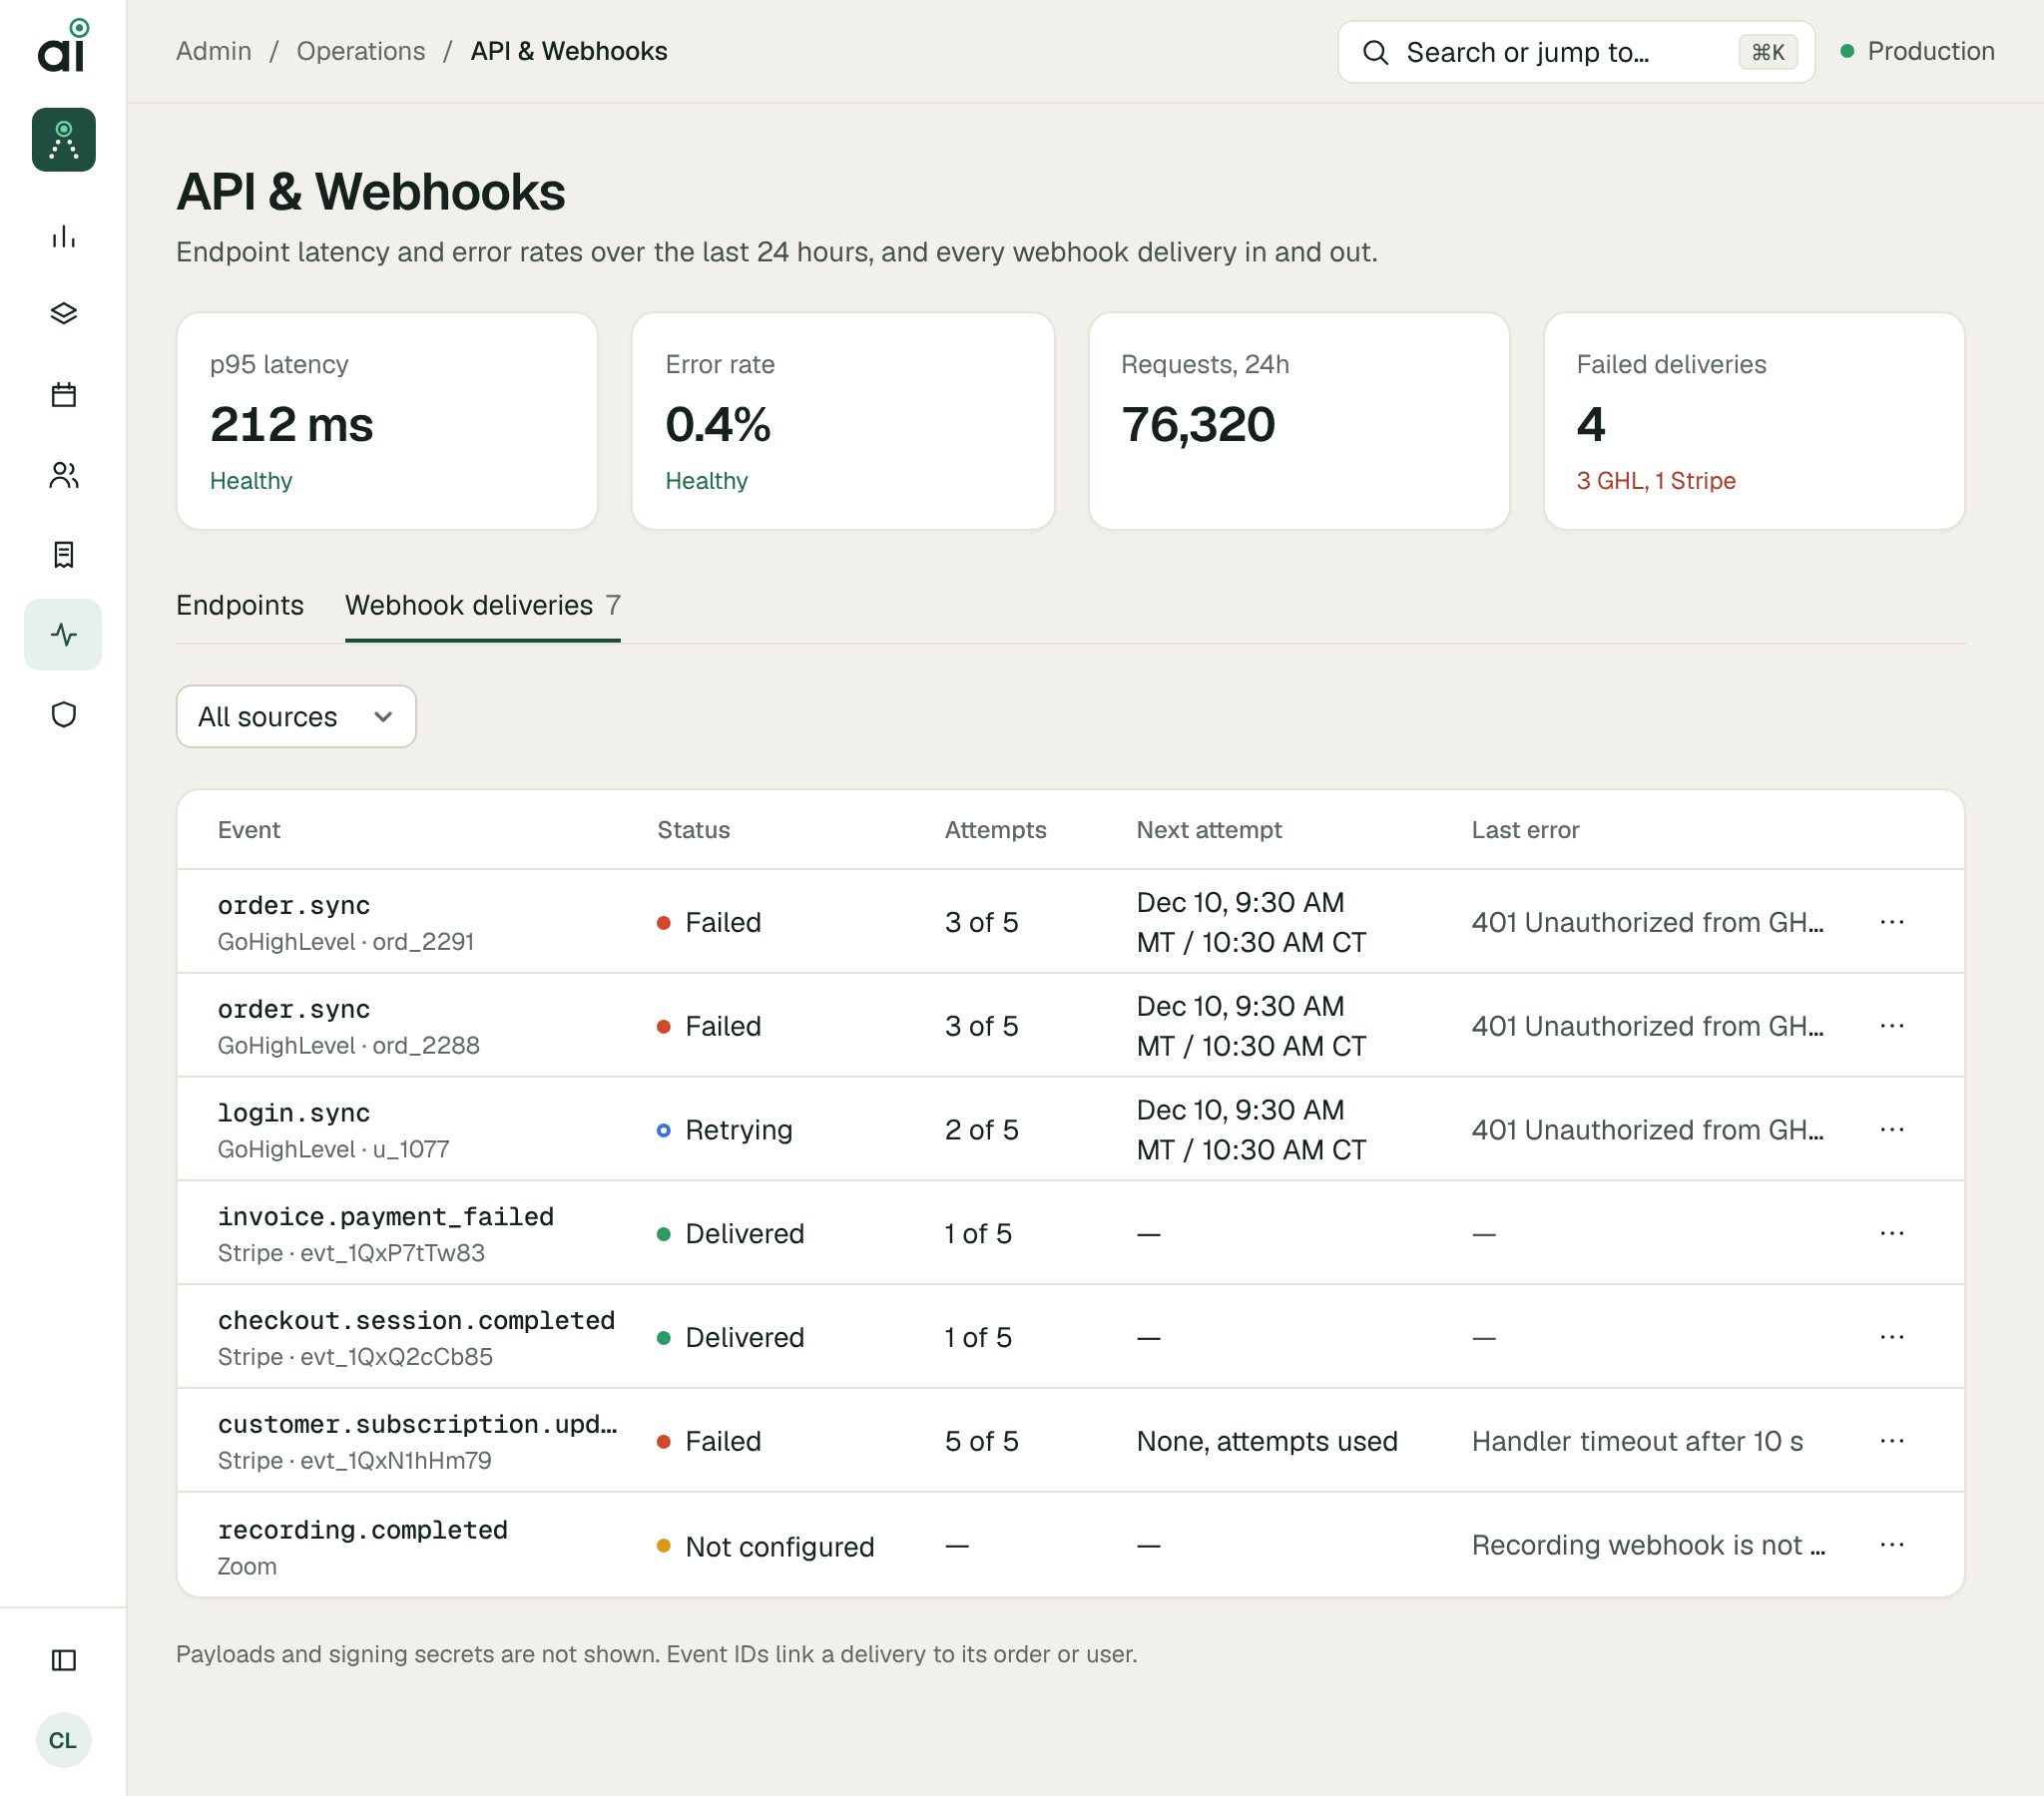 ai
Admin / Operations / API & Webhooks
Search or jump to...
⌘K
Production
API & Webhooks
Endpoint latency and error rates over the last 24 hours, and every webhook delivery in and out.
p95 latency
212 ms
Healthy
Error rate
0.4%
Healthy
Requests, 24h
76,320
Failed deliveries
4
3 GHL, 1 Stripe
Endpoints
Webhook deliveries 7
All sources
Event Status Attempts Next attempt Last error
order.sync
GoHighLevel · ord_2291
Failed
3 of 5
Dec 10, 9:30 AM
MT / 10:30 AM CT
401 Unauthorized from GH...
order.sync
GoHighLevel · ord_2288
Failed
3 of 5
Dec 10, 9:30 AM
MT / 10:30 AM CT
401 Unauthorized from GH...
login.sync
GoHighLevel · u_1077
Retrying
2 of 5
Dec 10, 9:30 AM
MT / 10:30 AM CT
401 Unauthorized from GH...
invoice.payment_failed
Stripe · evt_1QxP7tTw83
Delivered
1 of 5
—
—
checkout.session.completed
Stripe · evt_1QxQ2cCb85
Delivered
1 of 5
—
—
customer.subscription.upd...
Stripe · evt_1QxN1hHm79
Failed
5 of 5
None, attempts used
Handler timeout after 10 s
recording.completed
Zoom
Not configured
—
—
Recording webhook is not ...
Payloads and signing secrets are not shown. Event IDs link a delivery to its order or user.
CL